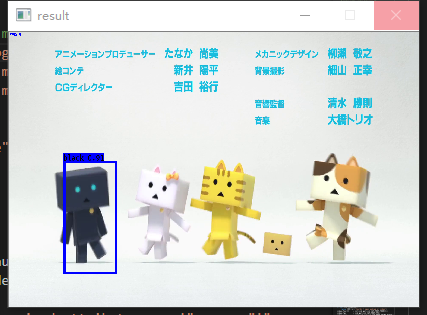 result
アニメーションプロデューサー たなか 尚美
絵コンテ 新井 陽平
CGディレクター 吉田 裕行
メカニックデザイン 柳瀬 敬之
背景撮影 細山 正幸
音響監督 清水 勝則
音楽 大橋トリオ